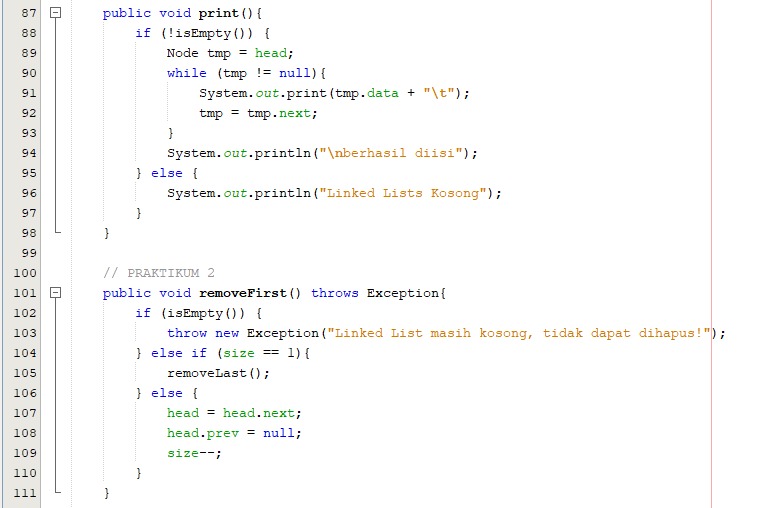 87 public void print(){
88 if (!isEmpty()) {
89 Node tmp = head;
90 while (tmp != null){
91 System.out.print(tmp.data + "\t");
92 tmp = tmp.next;
93 }
94 System.out.println("\nberhasil diisi");
95 } else {
96 System.out.println("Linked Lists Kosong");
97 }
98 }
99
100 // PRAKTIKUM 2
101 public void removeFirst() throws Exception{
102 if (isEmpty()) {
103 throw new Exception("Linked List masih kosong, tidak dapat dihapus!");
104 } else if (size == 1){
105 removeLast();
106 } else {
107 head = head.next;
108 head.prev = null;
109 size--;
110 }
111 }